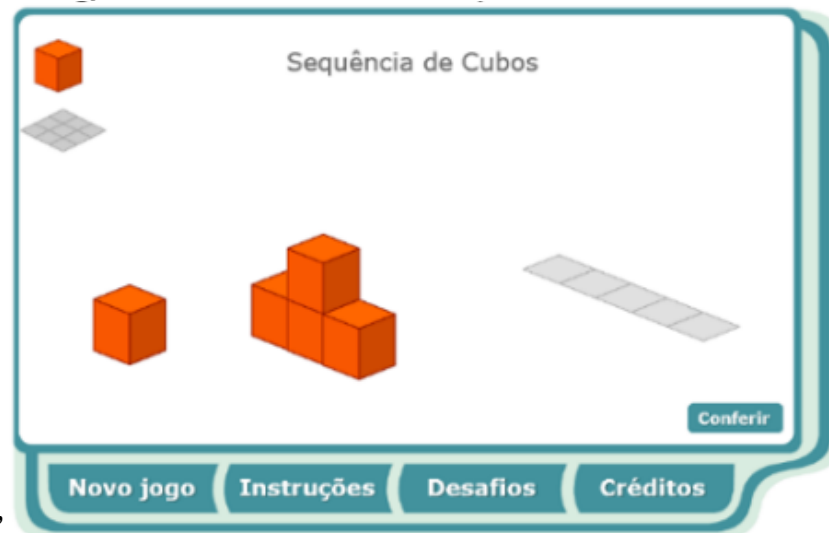 Sequência de Cubos
Conferir
Novo jogo
Instruções
Desafios
Créditos